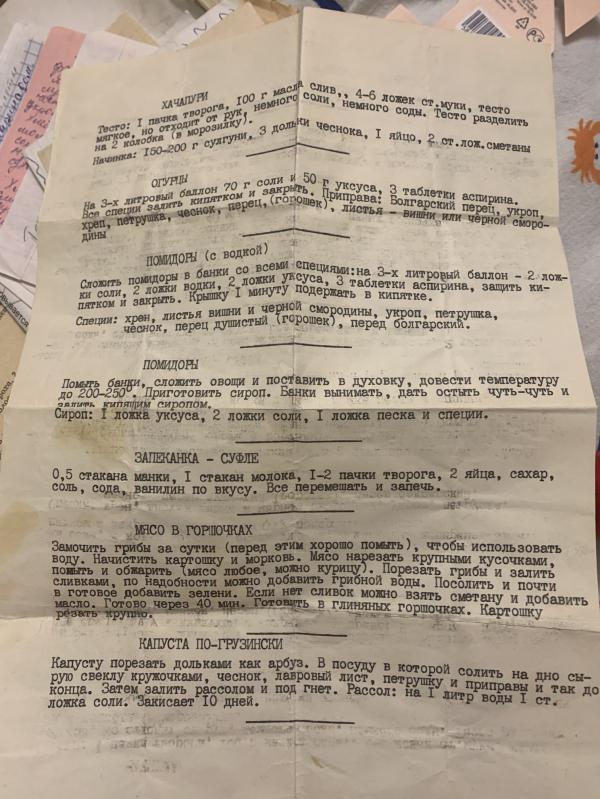 ХАЧАПУРИ
Тесто: I пачка творога, I00 г масла слив,, 4-6 ложек ст.муки, тесто
мягкое, но отходит от рук, немного соли, немного соды. Тесто разделить
на 2 колобка (в морозилку).
Начинка: I50-200 г сулгуни, 3 дольки чеснока, I яйцо, 2 ст.лож.сметаны
ОГУРЦЫ
На 3-х литровый баллон 70 г соли и 50 г уксуса, 3 таблетки аспирина.
Все специи залить кипятком и закрыть. Приправа: Болгарский перец, укроп,
хрен, петрушка, чеснок, перец,(горошек), листья - вишни или черной сморо-
дины
ПОМИДОРЫ (с водкой)
Сложить помидоры в банки со всеми специями:на 3-х литровый баллон - 2 лож-
ки соли, 2 ложки водки, 2 ложки уксуса, 3 таблетки аспирина, защить ки-
пятком и закрыть. Крышку I минуту подержать в кипятке.
Специи: хрен, листья вишни и черной смородины, укроп, петрушка,
чеснок, перец душистый (горошек), перед болгарский.
ПОМИДОРЫ
Помыть банки, сложить овощи и поставить в духовку, довести температуру
до 200-250°. Приготовить сироп. Банки вынимать, дать остыть чуть-чуть и
залить кипящим сиропом.
Сироп: I ложка уксуса, 2 ложки соли, I ложка песка и специи.
ЗАПЕКАНКА - СУФЛЕ
0,5 стакана манки, I стакан молока, I-2 пачки творога, 2 яйца, сахар,
соль, сода, ванилин по вкусу. Все перемешать и запечь.
МЯСО В ГОРШОЧКАХ
Замочить грибы за сутки (перед этим хорошо помыть), чтобы использовать
воду. Начистить картошку и морковь. Мясо нарезать крупными кусочками,
помыть и обжарить (мясо любое, можно курицу). Порезать грибы и залить
сливками, по надобности можно добавить грибной воды. Посолить и почти
в готовое добавить зелени. Если нет сливок можно взять сметану и добавить
масло. Готово через 40 мин. Готовить в глиняных горшочках. Картошку
резать крупно.
КАПУСТА ПО-ГРУЗИНСКИ
Капусту порезать дольками как арбуз. В посуду в которой солить на дно сы-
рую свеклу кружочками, чеснок, лавровый лист, петрушку и приправы и так до
конца. Затем залить рассолом и под гнет. Рассол: на I литр воды I ст.
ложка соли. Закисает I0 дней.